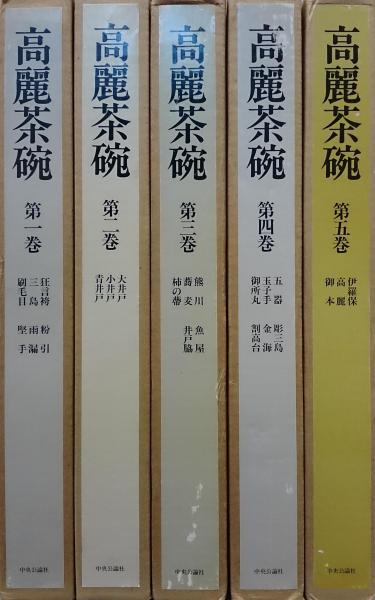 高麗茶碗
第一巻
狂言袴 粉引
三島 雨漏
刷毛目 堅手
中央公論社
高麗茶碗
第二巻
大井戸
小井戸
青井戸
中央公論社
高麗茶碗
第三巻
熊川 魚屋
蕎麦 井戸脇
柿の蔕
中央公論社
高麗茶碗
第四巻
五器 彫三島
玉子手 金海
御所丸 割高台
中央公論社
高麗茶碗
第五巻
伊羅保
高麗
御本
中央公論社